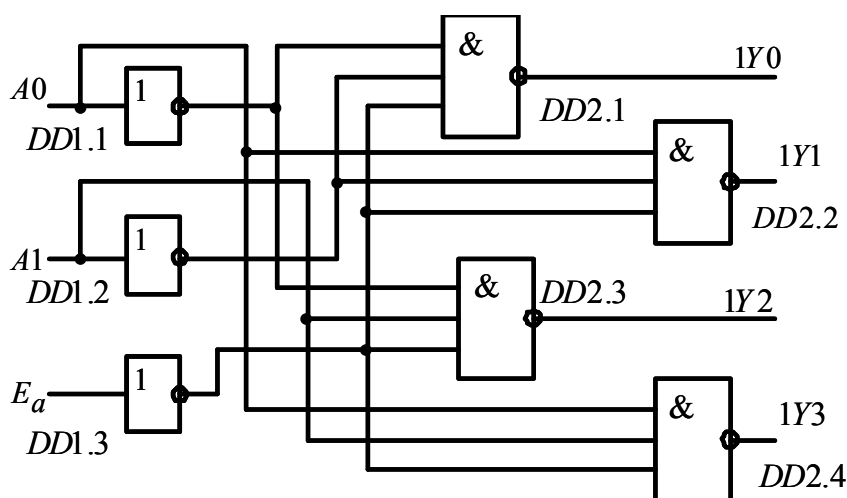 &
1Y0
A0
1
DD2.1
DD1.1
&
1Y1
DD2.2
1
A1
DD1.2
&
DD2.3
1Y2
1
Ea
DD1.3
&
1Y3
DD2.4